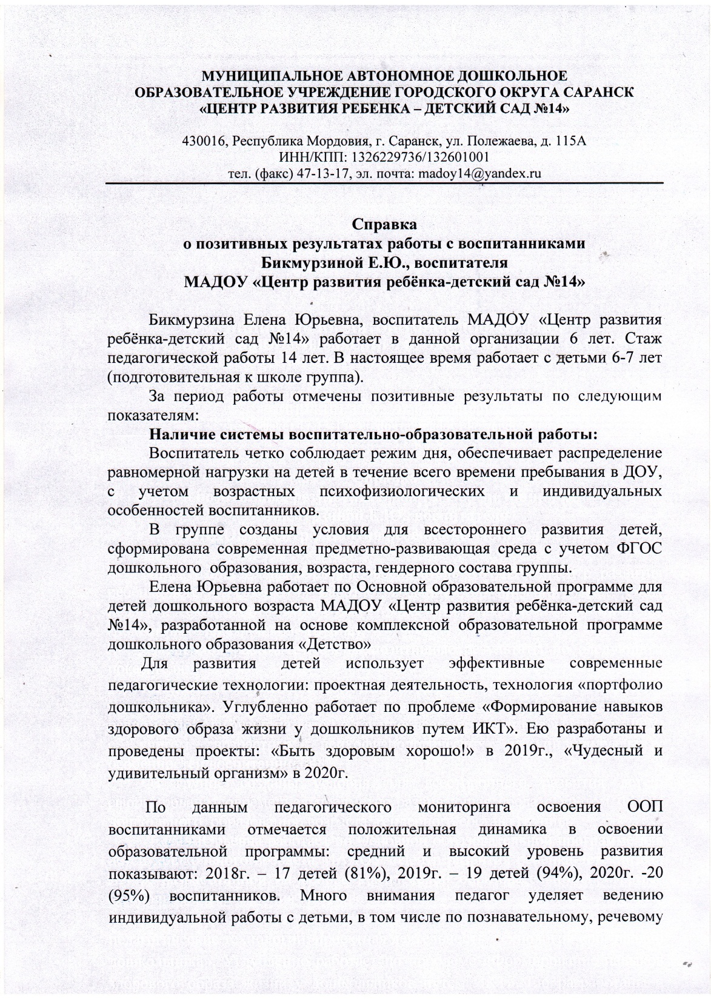 МУНИЦИПАЛЬНОЕ АВТОНОМНОЕ ДОШКОЛЬНОЕ
ОБРАЗОВАТЕЛЬНОЕ УЧРЕЖДЕНИЕ ГОРОДСКОГО ОКРУГА САРАНСК
«ЦЕНТР РАЗВИТИЯ РЕБЕНКА – ДЕТСКИЙ САД №14»
430016, Республика Мордовия, г. Саранск, ул. Полежаева, д. 115А
ИНН/КПП: 1326229736/132601001
тел. (факс) 47-13-17, эл. почта: madoy14@yandex.ru
Справка
о позитивных результатах работы с воспитанниками
Бикмурзиной Е.Ю., воспитателя
МАДОУ «Центр развития ребёнка-детский сад №14»
Бикмурзина Елена Юрьевна, воспитатель МАДОУ «Центр развития
ребёнка-детский сад №14» работает в данной организации 6 лет. Стаж
педагогической работы 14 лет. В настоящее время работает с детьми 6-7 лет
(подготовительная к школе группа).
За период работы отмечены позитивные результаты по следующим
показателям:
Наличие системы воспитательно-образовательной работы:
Воспитатель четко соблюдает режим дня, обеспечивает распределение
равномерной нагрузки на детей в течение всего времени пребывания в ДОУ,
с учетом возрастных психофизиологических и индивидуальных
особенностей воспитанников.
В группе созданы условия для всестороннего развития детей,
сформирована современная предметно-развивающая среда с учетом ФГОС
дошкольного образования, возраста, гендерного состава группы.
Елена Юрьевна работает по Основной образовательной программе для
детей дошкольного возраста МАДОУ «Центр развития ребёнка-детский сад
№14», разработанной на основе комплексной образовательной программе
дошкольного образования «Детство»
Для развития детей использует эффективные современные
педагогические технологии: проектная деятельность, технология «портфолио
дошкольника». Углубленно работает по проблеме «Формирование навыков
здорового образа жизни у дошкольников путем ИКТ». Ею разработаны и
проведены проекты: «Быть здоровым хорошо!» в 2019г., «Чудесный и
удивительный организм» в 2020г.
По данным педагогического мониторинга освоения ООП
воспитанниками отмечается положительная динамика в освоении
образовательной программы: средний и высокий уровень развития
показывают: 2018г. – 17 детей (81%), 2019г. – 19 детей (94%), 2020г. -20
(95%) воспитанников. Много внимания педагог уделяет ведению
индивидуальной работы с детьми, в том числе по познавательному, речевому